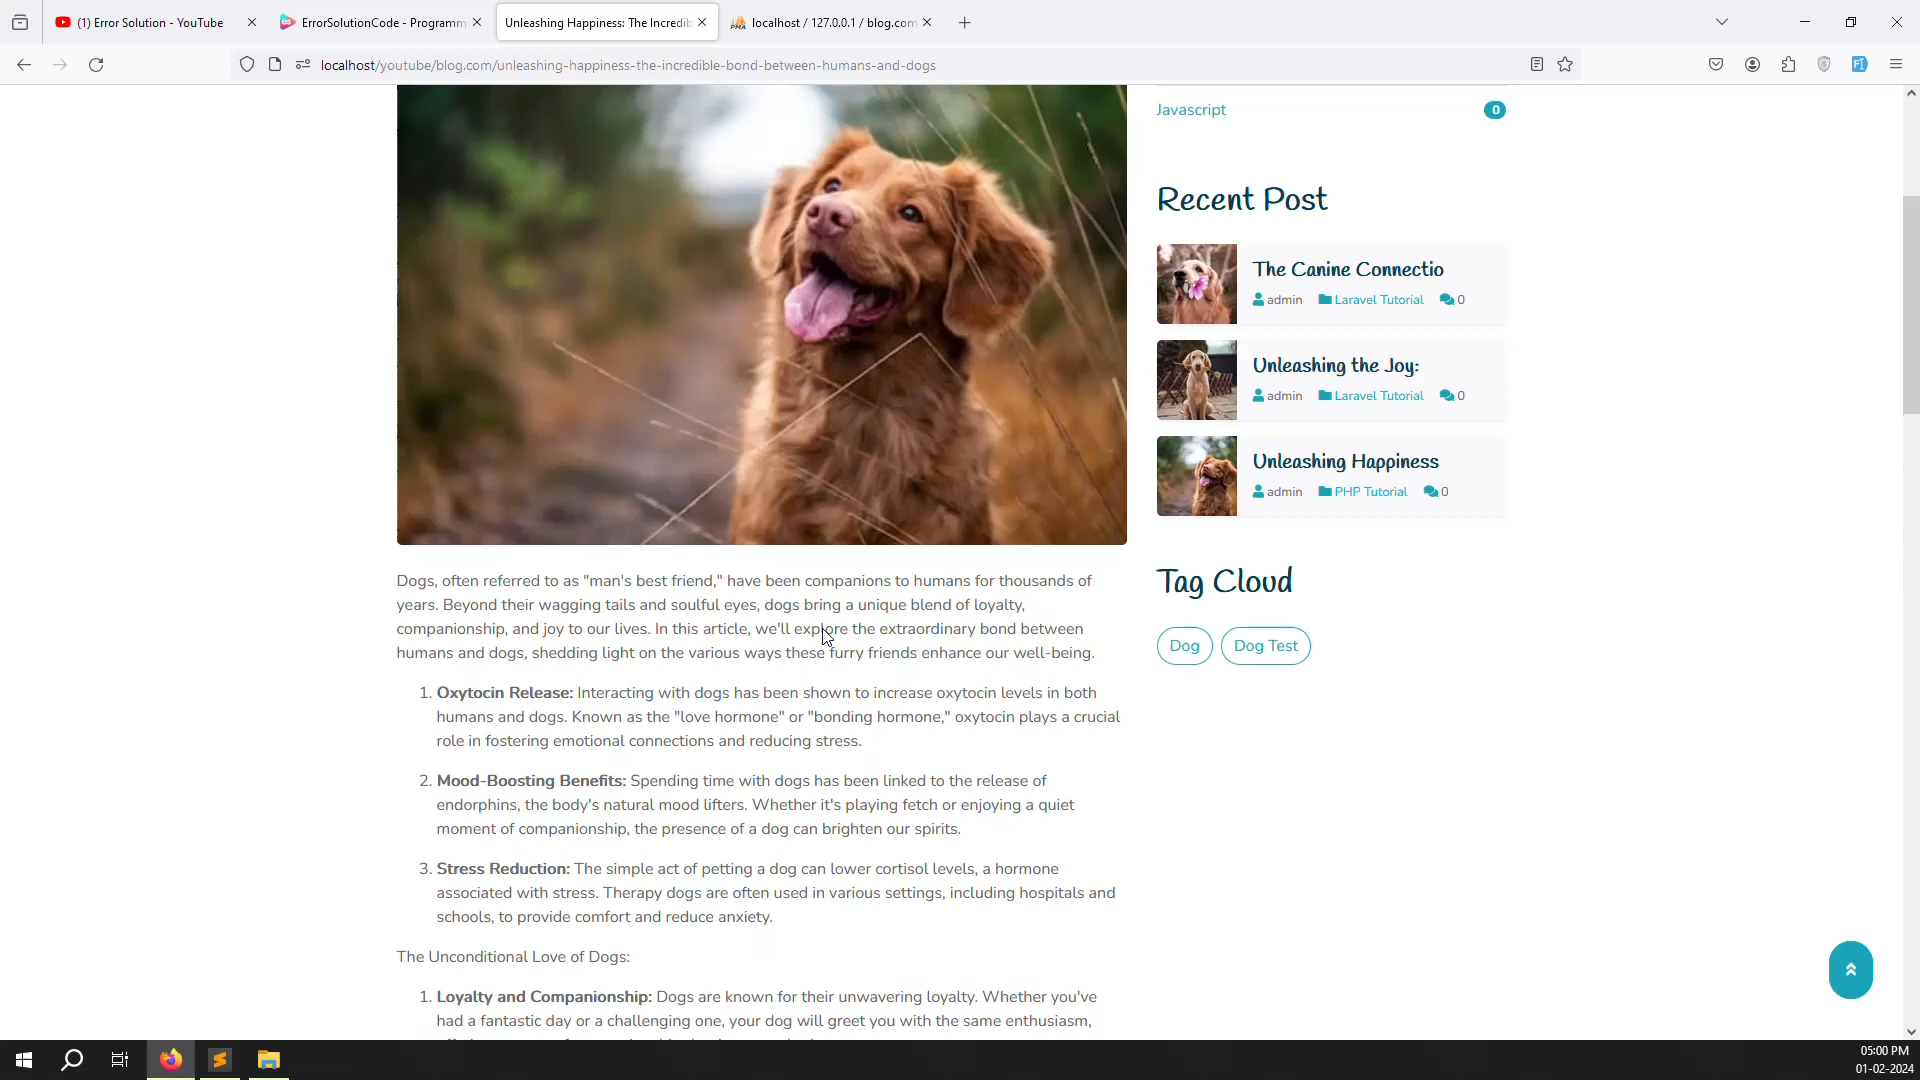 (1) Error Solution - YouTube
ErrorSolutionCode - Programm
Unleashing Happiness: The Incredib
localhost / 127.0.0.1 / blog.com
localhost/youtube/blog.com/unleashing-happiness-the-incredible-bond-between-humans-and-dogs
Javascript
0
Recent Post
The Canine Connectio
admin Laravel Tutorial 0
Unleashing the Joy:
admin Laravel Tutorial 0
Unleashing Happiness
admin PHP Tutorial 0
Tag Cloud
Dog Dog Test
Dogs, often referred to as "man's best friend," have been companions to humans for thousands of
years. Beyond their wagging tails and soulful eyes, dogs bring a unique blend of loyalty,
companionship, and joy to our lives. In this article, we'll explore the extraordinary bond between
humans and dogs, shedding light on the various ways these furry friends enhance our well-being.
1. Oxytocin Release: Interacting with dogs has been shown to increase oxytocin levels in both
humans and dogs. Known as the "love hormone" or "bonding hormone," oxytocin plays a crucial
role in fostering emotional connections and reducing stress.
2. Mood-Boosting Benefits: Spending time with dogs has been linked to the release of
endorphins, the body's natural mood lifters. Whether it's playing fetch or enjoying a quiet
moment of companionship, the presence of a dog can brighten our spirits.
3. Stress Reduction: The simple act of petting a dog can lower cortisol levels, a hormone
associated with stress. Therapy dogs are often used in various settings, including hospitals and
schools, to provide comfort and reduce anxiety.
The Unconditional Love of Dogs:
1. Loyalty and Companionship: Dogs are known for their unwavering loyalty. Whether you've
had a fantastic day or a challenging one, your dog will greet you with the same enthusiasm,
05:00 PM
01-02-2024